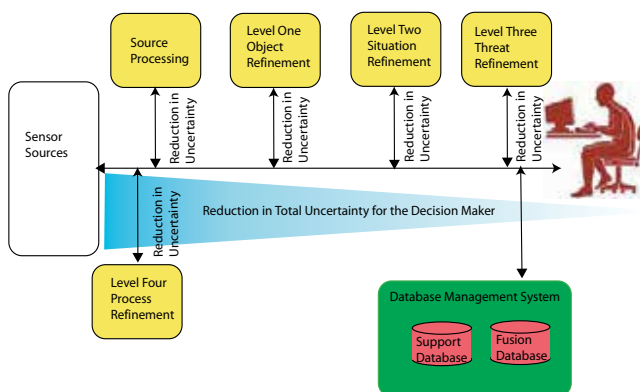 Source
Processing
Level One
Object
Refinement
Level Two
Situation
Refinement
Level Three
Threat
Refinement
Sensor
Sources
Reduction in
Uncertainty
Reduction in
Uncertainty
Reduction in
Uncertainty
Reduction in
Uncertainty
Reduction in
Uncertainty
Reduction in Total Uncertainty for the Decision Maker
Level Four
Process
Refinement
Database Management System
Support
Database
Fusion
Database